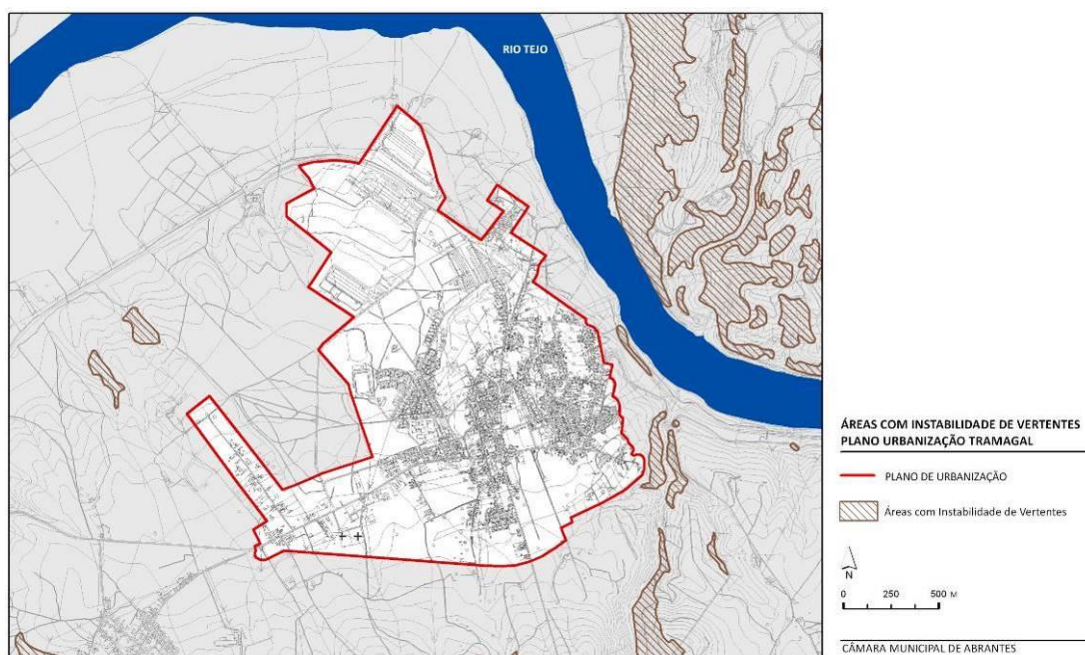 RIO TEJO
ÁREAS COM INSTABILIDADE DE VERTENTES
PLANO URBANIZAÇÃO TRAMAGAL
PLANO DE URBANIZAÇÃO
Áreas com Instabilidade de Vertentes
N
0 250 500 M
CÂMARA MUNICIPAL DE ABRANTES